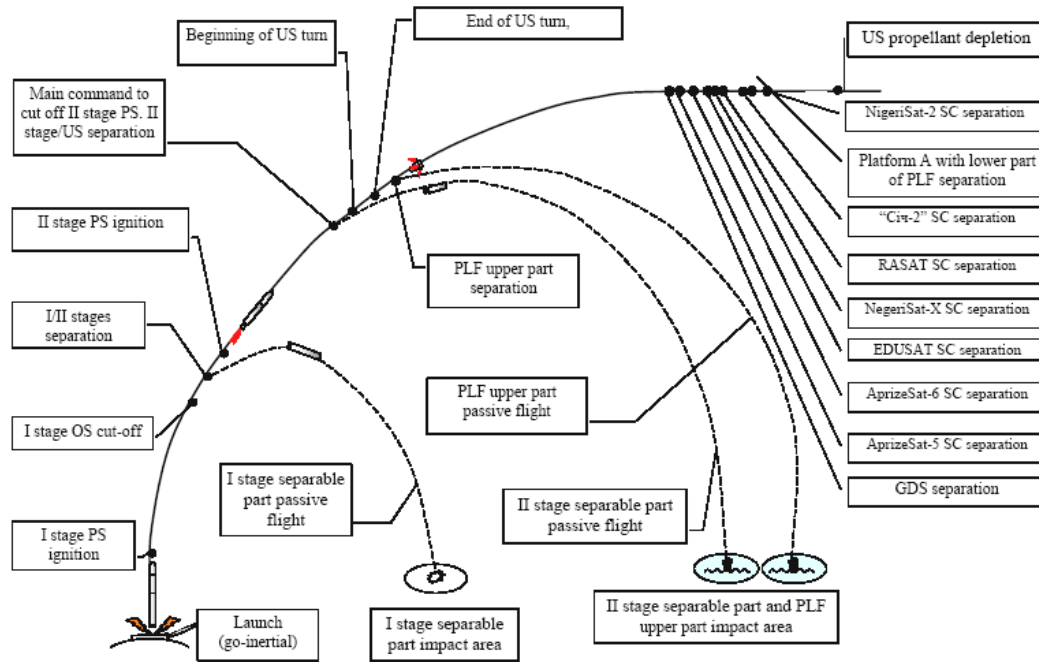 Beginning of US turn
End of US turn,
US propellant depletion
Main command to
cut off II stage PS. II
stage/US separation
NigeriSat-2 SC separation
Platform A with lower part
of PLF separation
“Січ-2” SC separation
II stage PS ignition
PLF upper part
separation
RASAT SC separation
I/II stages
separation
NegeriSat-X SC separation
EDUSAT SC separation
PLF upper part
passive flight
AprizeSat-6 SC separation
I stage OS cut-off
AprizeSat-5 SC separation
I stage separable
part passive
flight
II stage separable part
passive flight
GDS separation
I stage PS
ignition
Launch
(go-inertial)
I stage separable
part impact area
II stage separable part and PLF
upper part impact area